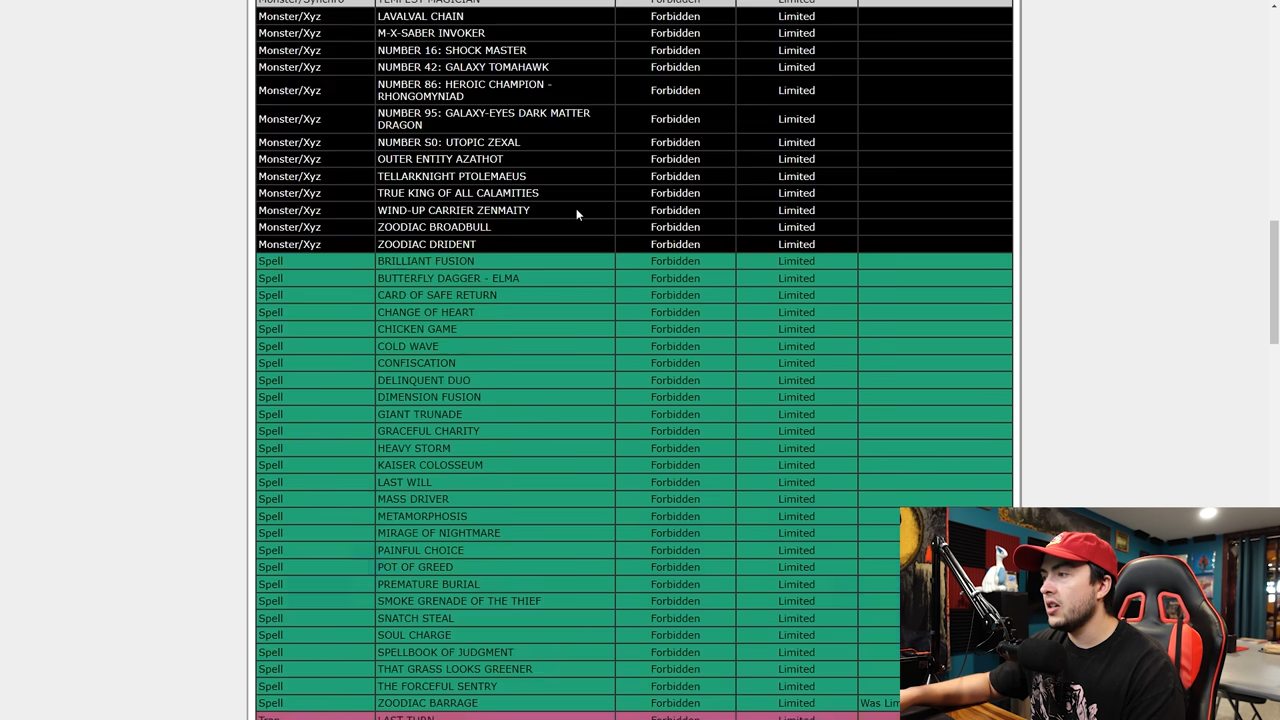 Monster/Synchro TEMPEST MAGICIAN Forbidden Limited
Monster/Xyz LAVALVAL CHAIN Forbidden Limited
Monster/Xyz M-X-SABER INVOKER Forbidden Limited
Monster/Xyz NUMBER 16: SHOCK MASTER Forbidden Limited
Monster/Xyz NUMBER 42: GALAXY TOMAHAWK Forbidden Limited
Monster/Xyz NUMBER 86: HEROIC CHAMPION - Forbidden Limited
RHONGOMYNIAD
Monster/Xyz NUMBER 95: GALAXY-EYES DARK MATTER Forbidden Limited
DRAGON
Monster/Xyz NUMBER S0: UTOPIC ZEXAL Forbidden Limited
Monster/Xyz OUTER ENTITY AZATHOT Forbidden Limited
Monster/Xyz TELLARKNIGHT PTOLEMAEUS Forbidden Limited
Monster/Xyz TRUE KING OF ALL CALAMITIES Forbidden Limited
Monster/Xyz WIND-UP CARRIER ZENMAITY Forbidden Limited
Monster/Xyz ZOODIAC BROADBULL Forbidden Limited
Monster/Xyz ZOODIAC DRIDENT Forbidden Limited
Spell BRILLIANT FUSION Forbidden Limited
Spell BUTTERFLY DAGGER - ELMA Forbidden Limited
Spell CARD OF SAFE RETURN Forbidden Limited
Spell CHANGE OF HEART Forbidden Limited
Spell CHICKEN GAME Forbidden Limited
Spell COLD WAVE Forbidden Limited
Spell CONFISCATION Forbidden Limited
Spell DELINQUENT DUO Forbidden Limited
Spell DIMENSION FUSION Forbidden Limited
Spell GIANT TRUNADE Forbidden Limited
Spell GRACEFUL CHARITY Forbidden Limited
Spell HEAVY STORM Forbidden Limited
Spell KAISER COLOSSEUM Forbidden Limited
Spell LAST WILL Forbidden Limited
Spell MASS DRIVER Forbidden Limited
Spell METAMORPHOSIS Forbidden Limited
Spell MIRAGE OF NIGHTMARE Forbidden Limited
Spell PAINFUL CHOICE Forbidden Limited
Spell POT OF GREED Forbidden Limited
Spell PREMATURE BURIAL Forbidden Limited
Spell SMOKE GRENADE OF THE THIEF Forbidden Limited
Spell SNATCH STEAL Forbidden Limited
Spell SOUL CHARGE Forbidden Limited
Spell SPELLBOOK OF JUDGMENT Forbidden Limited
Spell THAT GRASS LOOKS GREENER Forbidden Limited
Spell THE FORCEFUL SENTRY Forbidden Limited
Spell ZOODIAC BARRAGE Forbidden Limited Was Lim
Trap LAST TURN Forbidden Limited